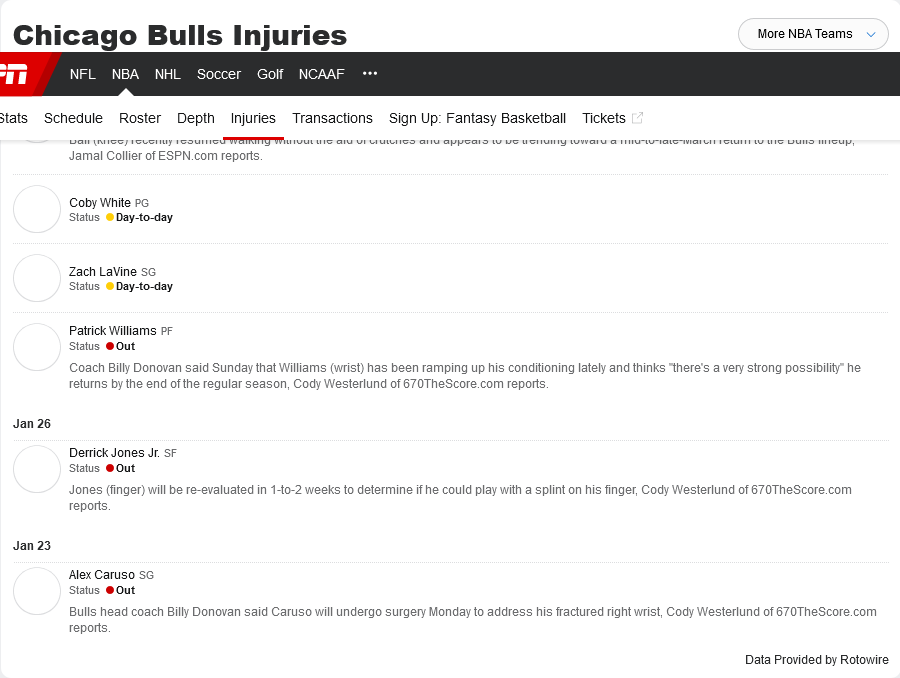 Chicago Bulls Injuries
More NBA Teams
NFL NBA NHL Soccer Golf NCAAF •••
Stats Schedule Roster Depth Injuries Transactions Sign Up: Fantasy Basketball Tickets
Ball (knee) recently resumed walking without the aid of crutches and appears to be trending toward a mid-to-late-March return to the Bulls lineup,
Jamal Collier of ESPN.com reports.
Coby White PG
Status Day-to-day
Zach LaVine SG
Status Day-to-day
Patrick Williams PF
Status Out
Coach Billy Donovan said Sunday that Williams (wrist) has been ramping up his conditioning lately and thinks "there's a very strong possibility" he
returns by the end of the regular season, Cody Westerlund of 670TheScore.com reports.
Jan 26
Derrick Jones Jr. SF
Status Out
Jones (finger) will be re-evaluated in 1-to-2 weeks to determine if he could play with a splint on his finger, Cody Westerlund of 670TheScore.com
reports.
Jan 23
Alex Caruso SG
Status Out
Bulls head coach Billy Donovan said Caruso will undergo surgery Monday to address his fractured right wrist, Cody Westerlund of 670TheScore.com
reports.
Data Provided by Rotowire